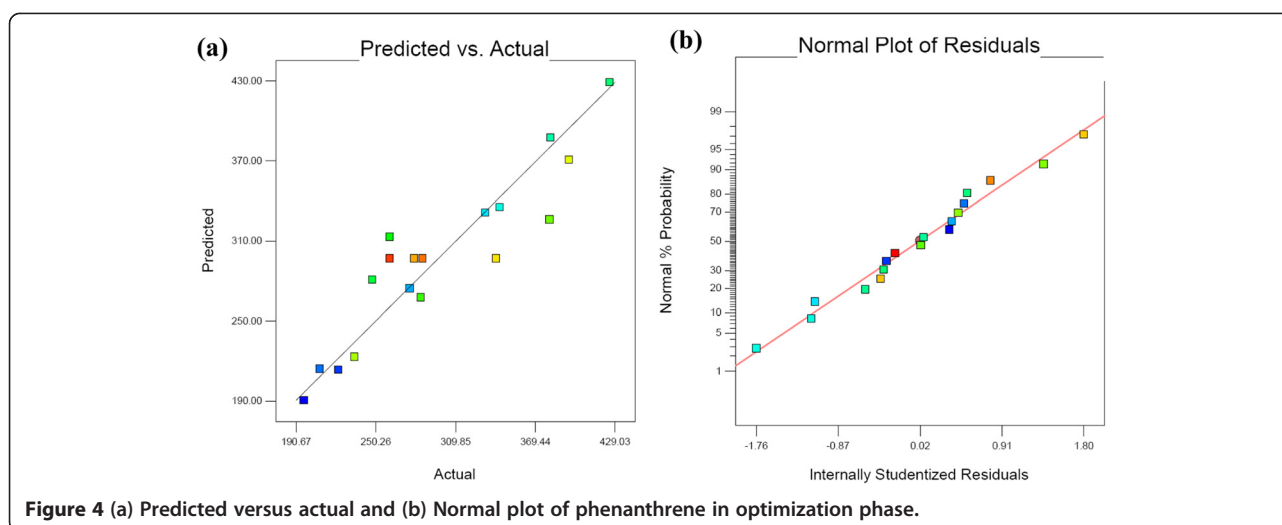 (a)
Predicted vs. Actual
430.00
370.00
310.00
250.00
190.00
Predicted
190.67 250.26 309.85 369.44 429.03
Actual
(b)
Normal Plot of Residuals
99
95
90
80
70
50
30
20
10
5
1
Normal % Probability
-1.76 -0.87 0.02 0.91 1.80
Internally Studentized Residuals
Figure 4 (a) Predicted versus actual and (b) Normal plot of phenanthrene in optimization phase.